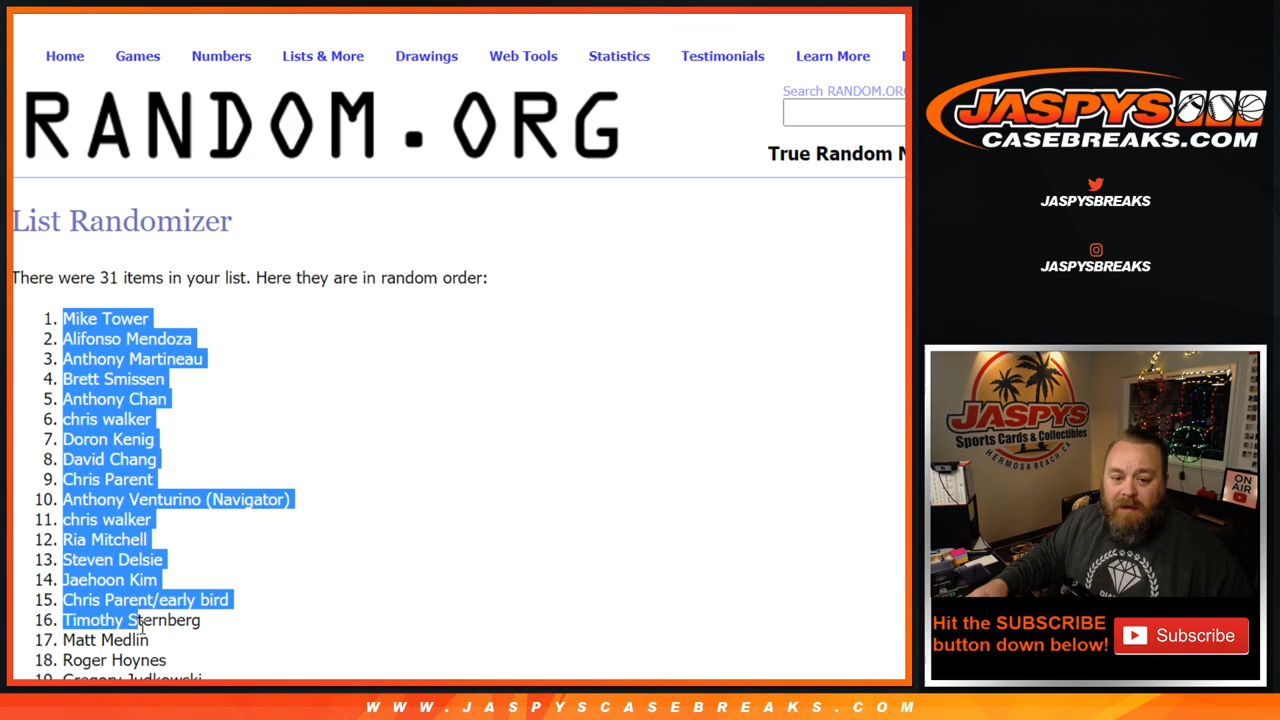 Home Games Numbers Lists & More Drawings Web Tools Statistics Testimonials Learn More
RANDOM.ORG
Search RANDOM.ORG
True Random
List Randomizer
There were 31 items in your list. Here they are in random order:
1. Mike Tower
2. Alifonso Mendoza
3. Anthony Martineau
4. Brett Smissen
5. Anthony Chan
6. chris walker
7. Doron Kenig
8. David Chang
9. Chris Parent
10. Anthony Venturino (Navigator)
11. chris walker
12. Ria Mitchell
13. Steven Delsie
14. Jaehoon Kim
15. Chris Parent/early bird
16. Timothy Sternberg
17. Matt Medlin
18. Roger Hoynes
19. Gregory Judkowski
JASPYS
CASEBREAKS.COM
JASPYSBREAKS
JASPYSBREAKS
JASPYS
Sports Cards & Collectibles
HERMOSA BEACH, CA
ON AIR
DIAMOND
Hit the SUBSCRIBE
button down below!
Subscribe
WWW.JASPYSCASEBREAKS.COM